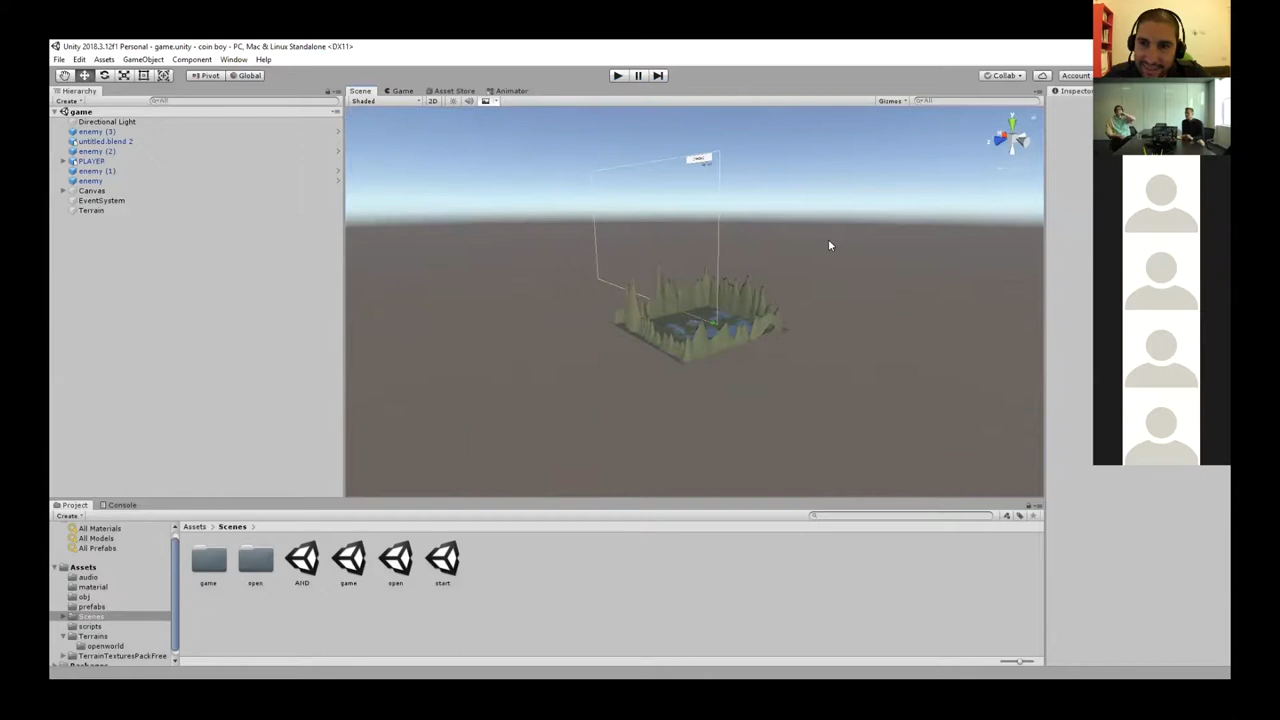 Unity 2018.3.12f1 Personal - game.unity - coin boy - PC, Mac & Linux Standalone <DX11>
File Edit Assets GameObject Component Window Help
Pivot Global Collab Account
Hierarchy Scene Game Asset Store Animator Inspector
Create All Shaded 2D Gizmos All
game
Directional Light
enemy (3)
untitled.blend 2
enemy (2)
PLAYER
enemy (1)
enemy
Canvas
EventSystem
Terrain
y
z
Project Console
Create
All Materials
All Models
All Prefabs
Assets
audio
material
obj
prefabs
Scenes
scripts
Terrains
openworld
TerrainTexturesPackFree
Packages
Assets > Scenes >
game open AND game open start